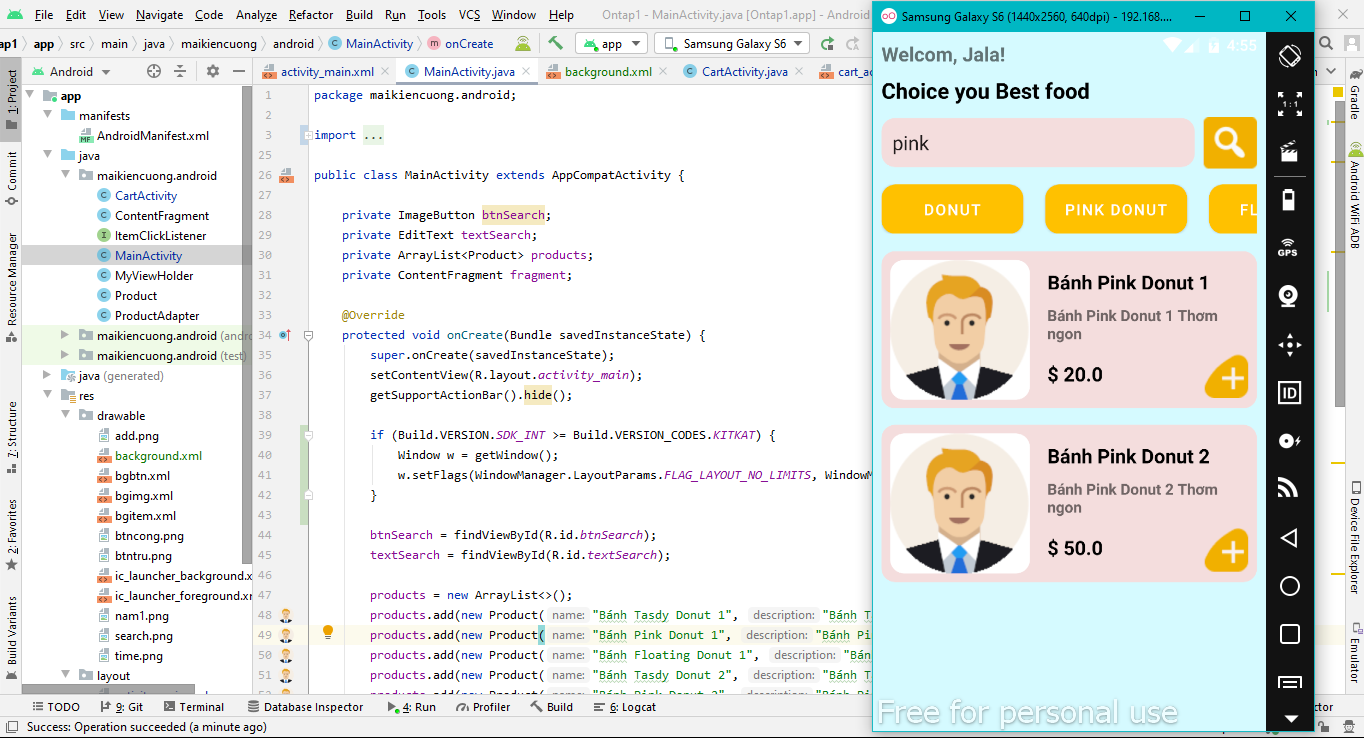 File Edit View Navigate Code Analyze Refactor Build Run Tools VCS Window Help Ontap1 - MainActivity.java [Ontap1.app] - Android
ap1 app src main java maikiencuong android MainActivity onCreate app Samsung Galaxy S6
Android
activity_main.xml MainActivity.java background.xml CartActivity.java cart_ac
1: Project
Commit
Resource Manager
Z: Structure
2: Favorites
Build Variants
app
manifests
AndroidManifest.xml
java
maikiencuong.android
CartActivity
ContentFragment
ItemClickListener
MainActivity
MyViewHolder
Product
ProductAdapter
maikiencuong.android (andro
maikiencuong.android (test)
java (generated)
res
drawable
add.png
background.xml
bgbtn.xml
bgimg.xml
bgitem.xml
btncong.png
btntru.png
ic_launcher_background.x
ic_launcher_foreground.xm
nam1.png
search.png
time.png
layout
1 package maikiencuong.android;
2
3 import ...
25
26 public class MainActivity extends AppCompatActivity {
27
28 private ImageButton btnSearch;
29 private EditText textSearch;
30 private ArrayList<Product> products;
31 private ContentFragment fragment;
32
33 @Override
34 protected void onCreate(Bundle savedInstanceState) {
35 super.onCreate(savedInstanceState);
36 setContentView(R.layout.activity_main);
37 getSupportActionBar().hide();
38
39 if (Build.VERSION.SDK_INT >= Build.VERSION_CODES.KITKAT) {
40 Window w = getWindow();
41 w.setFlags(WindowManager.LayoutParams.FLAG_LAYOUT_NO_LIMITS, WindowM
42 }
43
44 btnSearch = findViewById(R.id.btnSearch);
45 textSearch = findViewById(R.id.textSearch);
46
47 products = new ArrayList<>();
48 products.add(new Product( name: "Bánh Tasdy Donut 1", description: "Bánh T
49 products.add(new Product( name: "Bánh Pink Donut 1", description: "Bánh Pi
50 products.add(new Product( name: "Bánh Floating Donut 1", description: "Bán
51 products.add(new Product( name: "Bánh Tasdy Donut 2", description: "Bánh T
Samsung Galaxy S6 (1440x2560, 640dpi) - 192.168....
4:55
Welcom, Jala!
Choice you Best food
pink
DONUT PINK DONUT FL
Bánh Pink Donut 1
Bánh Pink Donut 1 Thơm
ngon
$ 20.0
Bánh Pink Donut 2
Bánh Pink Donut 2 Thơm
ngon
$ 50.0
Free for personal use
1:1
GPS
ID
Gradle
Android WiFi ADB
Device File Explorer
Emulator
TODO 9: Git Terminal Database Inspector 4: Run Profiler Build 6: Logcat ctor
Success: Operation succeeded (a minute ago)